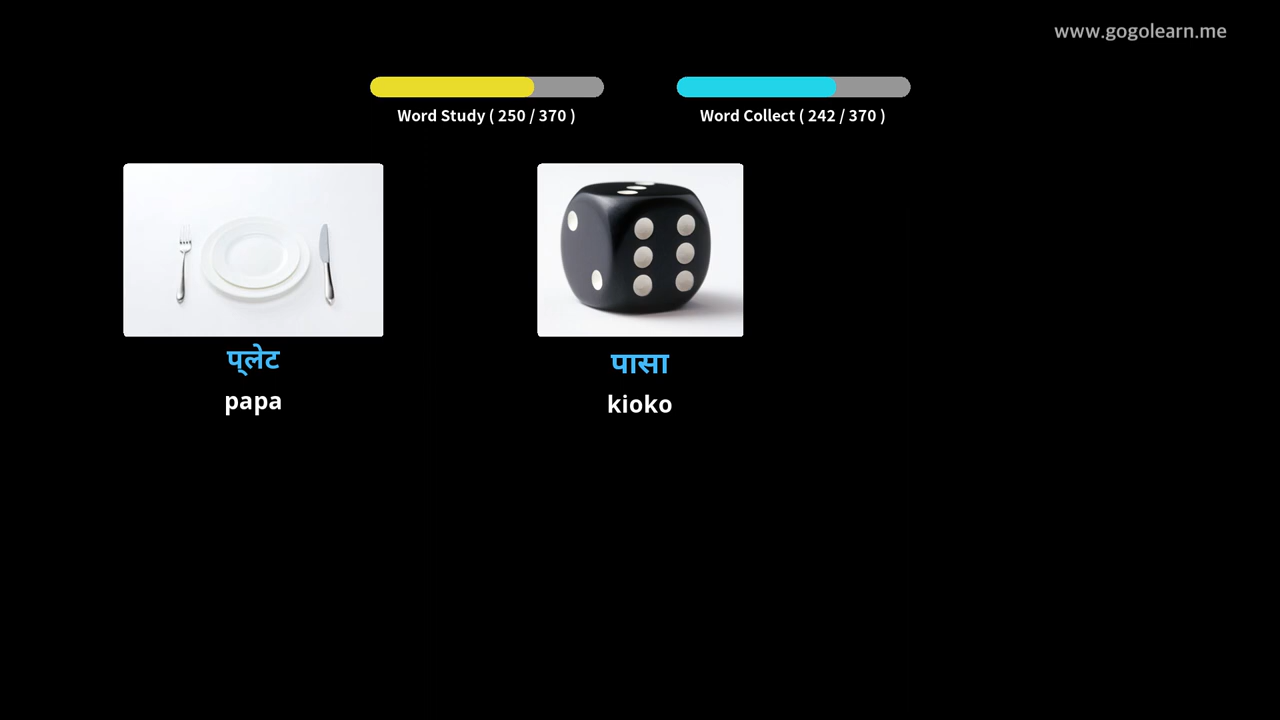 www.gogolearn.me
Word Study ( 250 / 370 )
Word Collect ( 242 / 370 )
प्लेट
papa
पासा
kioko